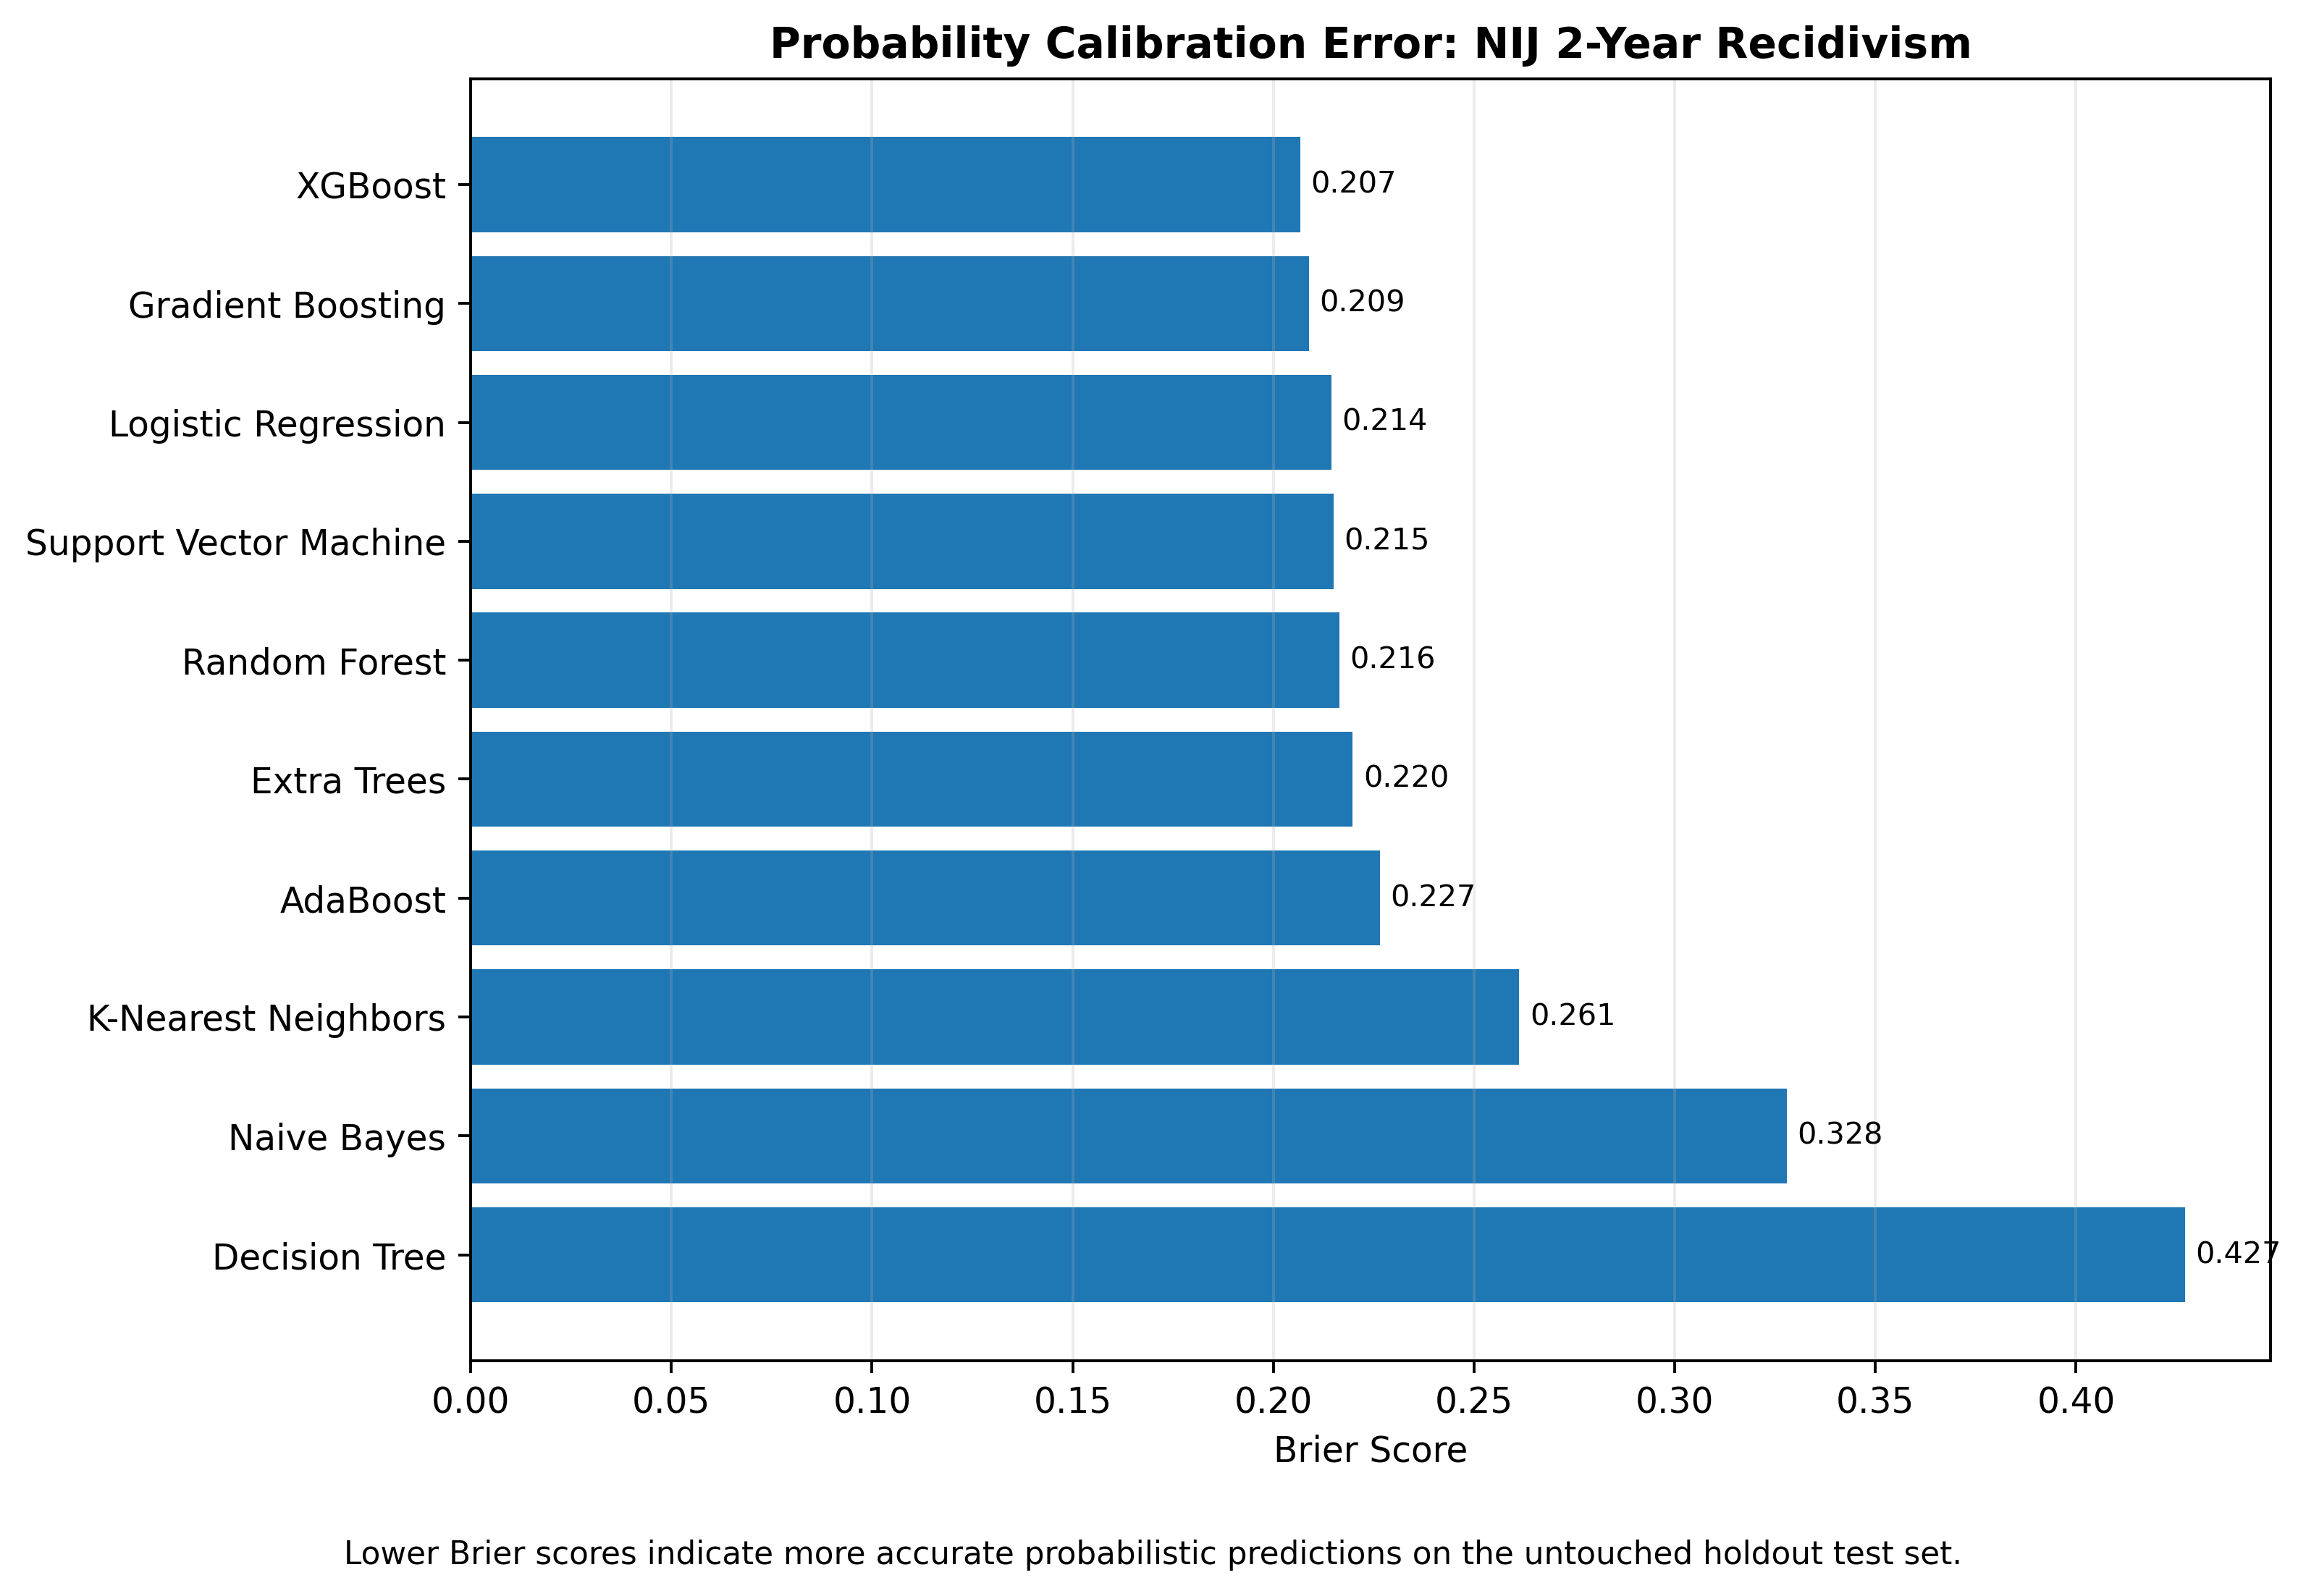 Probability Calibration Error: NIJ 2-Year Recidivism
XGBoost 0.207
Gradient Boosting 0.209
Logistic Regression 0.214
Support Vector Machine 0.215
Random Forest 0.216
Extra Trees 0.220
AdaBoost 0.227
K-Nearest Neighbors 0.261
Naive Bayes 0.328
Decision Tree 0.427
0.00 0.05 0.10 0.15 0.20 0.25 0.30 0.35 0.40
Brier Score
Lower Brier scores indicate more accurate probabilistic predictions on the untouched holdout test set.